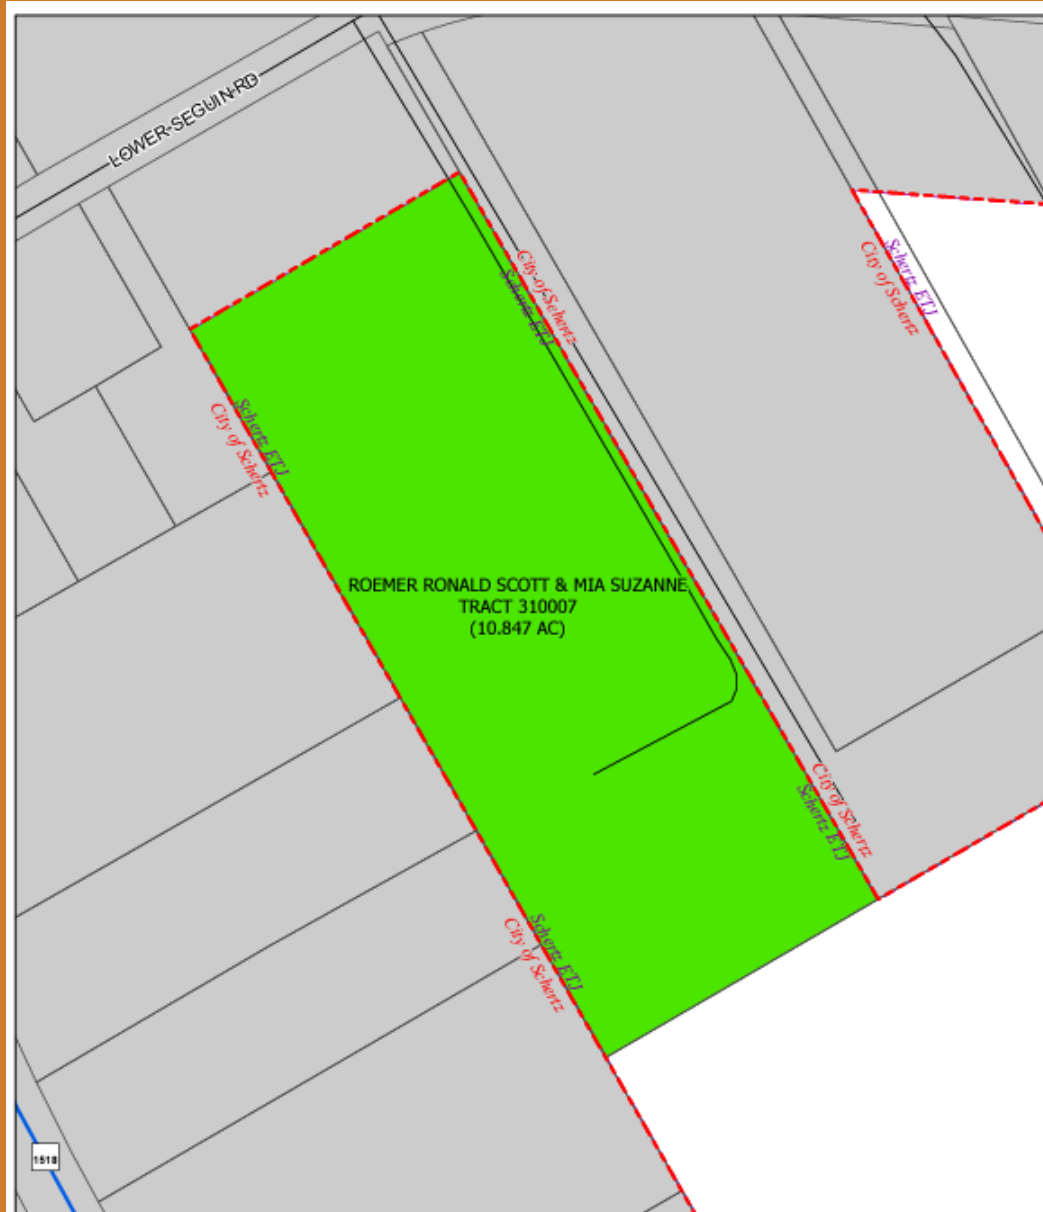 LOWER-SEGUIN-RD
City of Schertz
Schertz ETJ
Schertz ETJ
City of Schertz
Schertz ETJ
City of Schertz
ROEMER RONALD SCOTT & MIA SUZANNE
TRACT 310007
(10.847 AC)
City of Schertz
Schertz ETJ
Schertz ETJ
City of Schertz
1518